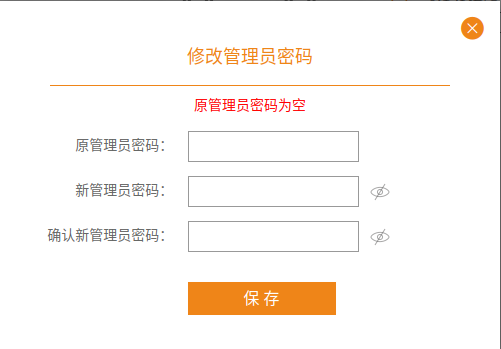 修改管理员密码
原管理员密码为空
原管理员密码：
新管理员密码：
确认新管理员密码：
保 存